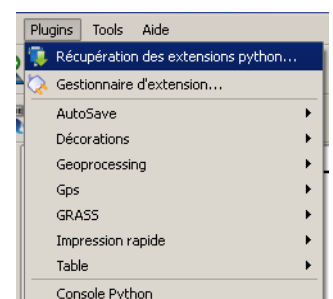 Plugins Tools Aide
Récupération des extensions python...
Gestionnaire d'extension...
AutoSave
Décorations
Geoprocessing
Gps
GRASS
Impression rapide
Table
Console Python